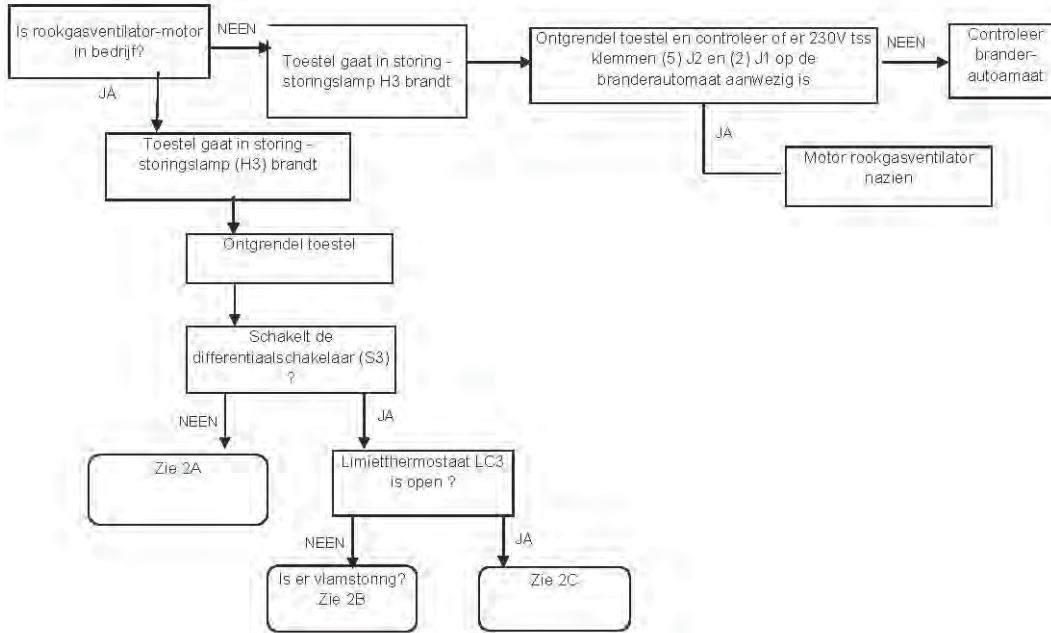 Is rookgasventilator-motor
in bedrijf?
NEEN
Toestel gaat in storing -
storingslamp H3 brandt
Ontgrendel toestel en controleer of er 230V tss
klemmen (5) J2 en (2) J1 op de
branderautomaat aanwezig is
NEEN
Controleer
brander-
autoamaat
JA
JA
Toestel gaat in storing -
storingslamp (H3) brandt
Motor rookgasventilator
nazien
Ontgrendel toestel
Schakelt de
differentiaalschakelaar (S3)
?
NEEN
JA
Zie 2A
Limietthermostaat LC3
is open ?
NEEN
JA
Is er vlamstoring?
Zie 2B
Zie 2C